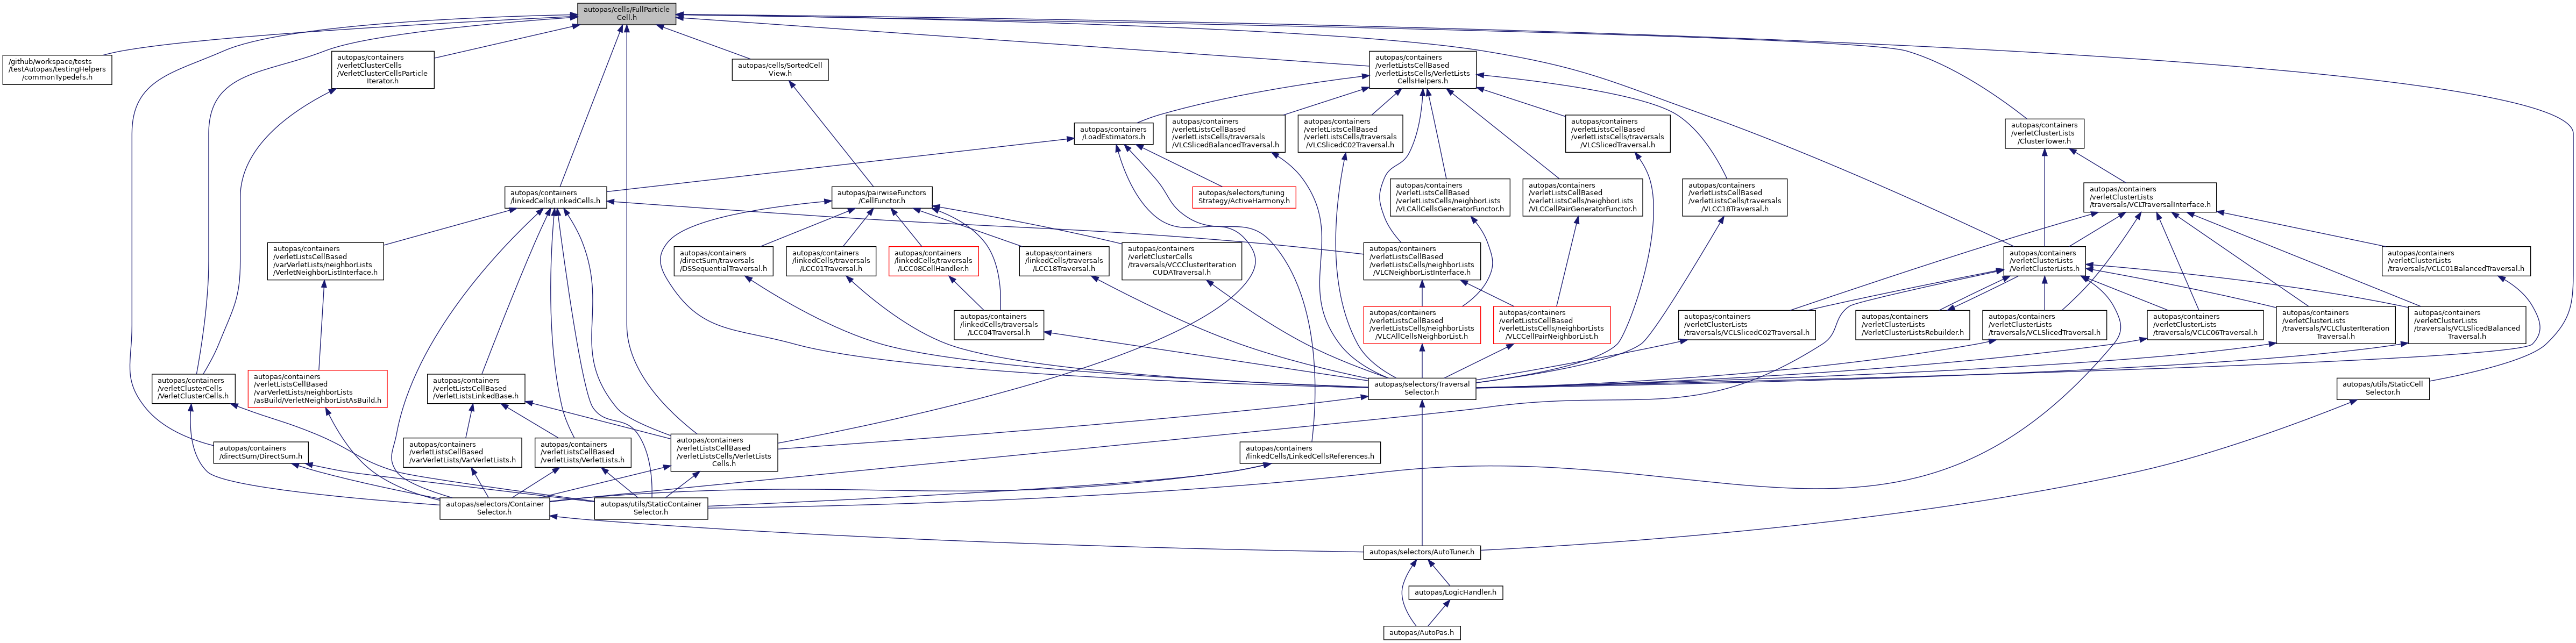 autopas/cells/FullParticle
Cell.h
/github/workspace/tests
/testAutopas/testingHelpers
/commonTypedefs.h
autopas/containers
/verletClusterCells
/VerletClusterCellsParticle
Iterator.h
autopas/cells/SortedCell
View.h
autopas/containers
/verletListsCellBased
/verletListsCells/VerletLists
CellsHelpers.h
autopas/containers
/LoadEstimators.h
autopas/containers
/verletListsCellBased
/verletListsCells/traversals
/VLCSlicedBalancedTraversal.h
autopas/containers
/verletListsCellBased
/verletListsCells/traversals
/VLCSlicedC02Traversal.h
autopas/containers
/verletListsCellBased
/verletListsCells/traversals
/VLCSlicedTraversal.h
autopas/containers
/verletClusterLists
/ClusterTower.h
autopas/containers
/linkedCells/LinkedCells.h
autopas/pairwiseFunctors
/CellFunctor.h
autopas/selectors/tuning
Strategy/ActiveHarmony.h
autopas/containers
/verletListsCellBased
/verletListsCells/neighborLists
/VLCAllCellsGeneratorFunctor.h
autopas/containers
/verletListsCellBased
/verletListsCells/neighborLists
/VLCCellPairGeneratorFunctor.h
autopas/containers
/verletListsCellBased
/verletListsCells/traversals
/VLCC18Traversal.h
autopas/containers
/verletClusterLists
/traversals/VCLTraversalInterface.h
autopas/containers
/verletListsCellBased
/varVerletLists/neighborLists
/VerletNeighborListInterface.h
autopas/containers
/directSum/traversals
/DSSequentialTraversal.h
autopas/containers
/linkedCells/traversals
/LCC01Traversal.h
autopas/containers
/linkedCells/traversals
/LCC08CellHandler.h
autopas/containers
/linkedCells/traversals
/LCC18Traversal.h
autopas/containers
/verletClusterCells
/traversals/VCCClusterIteration
CUDATraversal.h
autopas/containers
/verletListsCellBased
/verletListsCells/neighborLists
/VLCNeighborListInterface.h
autopas/containers
/verletClusterLists
/VerletClusterLists.h
autopas/containers
/verletClusterLists
/traversals/VCLC01BalancedTraversal.h
autopas/containers
/linkedCells/traversals
/LCC04Traversal.h
autopas/containers
/verletListsCellBased
/verletListsCells/neighborLists
/VLCAllCellsNeighborList.h
autopas/containers
/verletListsCellBased
/verletListsCells/neighborLists
/VLCCellPairNeighborList.h
autopas/containers
/verletClusterLists
/traversals/VCLSlicedC02Traversal.h
autopas/containers
/verletClusterLists
/VerletClusterListsRebuilder.h
autopas/containers
/verletClusterLists
/traversals/VCLSlicedTraversal.h
autopas/containers
/verletClusterLists
/traversals/VCLC06Traversal.h
autopas/containers
/verletClusterLists
/traversals/VCLClusterIteration
Traversal.h
autopas/containers
/verletClusterLists
/traversals/VCLSlicedBalanced
Traversal.h
autopas/containers
/verletClusterCells
/VerletClusterCells.h
autopas/containers
/verletListsCellBased
/varVerletLists/neighborLists
/asBuild/VerletNeighborListAsBuild.h
autopas/containers
/verletListsCellBased
/VerletListsLinkedBase.h
autopas/selectors/Traversal
Selector.h
autopas/utils/StaticCell
Selector.h
autopas/containers
/directSum/DirectSum.h
autopas/containers
/verletListsCellBased
/varVerletLists/VarVerletLists.h
autopas/containers
/verletListsCellBased
/verletLists/VerletLists.h
autopas/containers
/verletListsCellBased
/verletListsCells/VerletLists
Cells.h
autopas/containers
/linkedCells/LinkedCellsReferences.h
autopas/selectors/Container
Selector.h
autopas/utils/StaticContainer
Selector.h
autopas/selectors/AutoTuner.h
autopas/LogicHandler.h
autopas/AutoPas.h